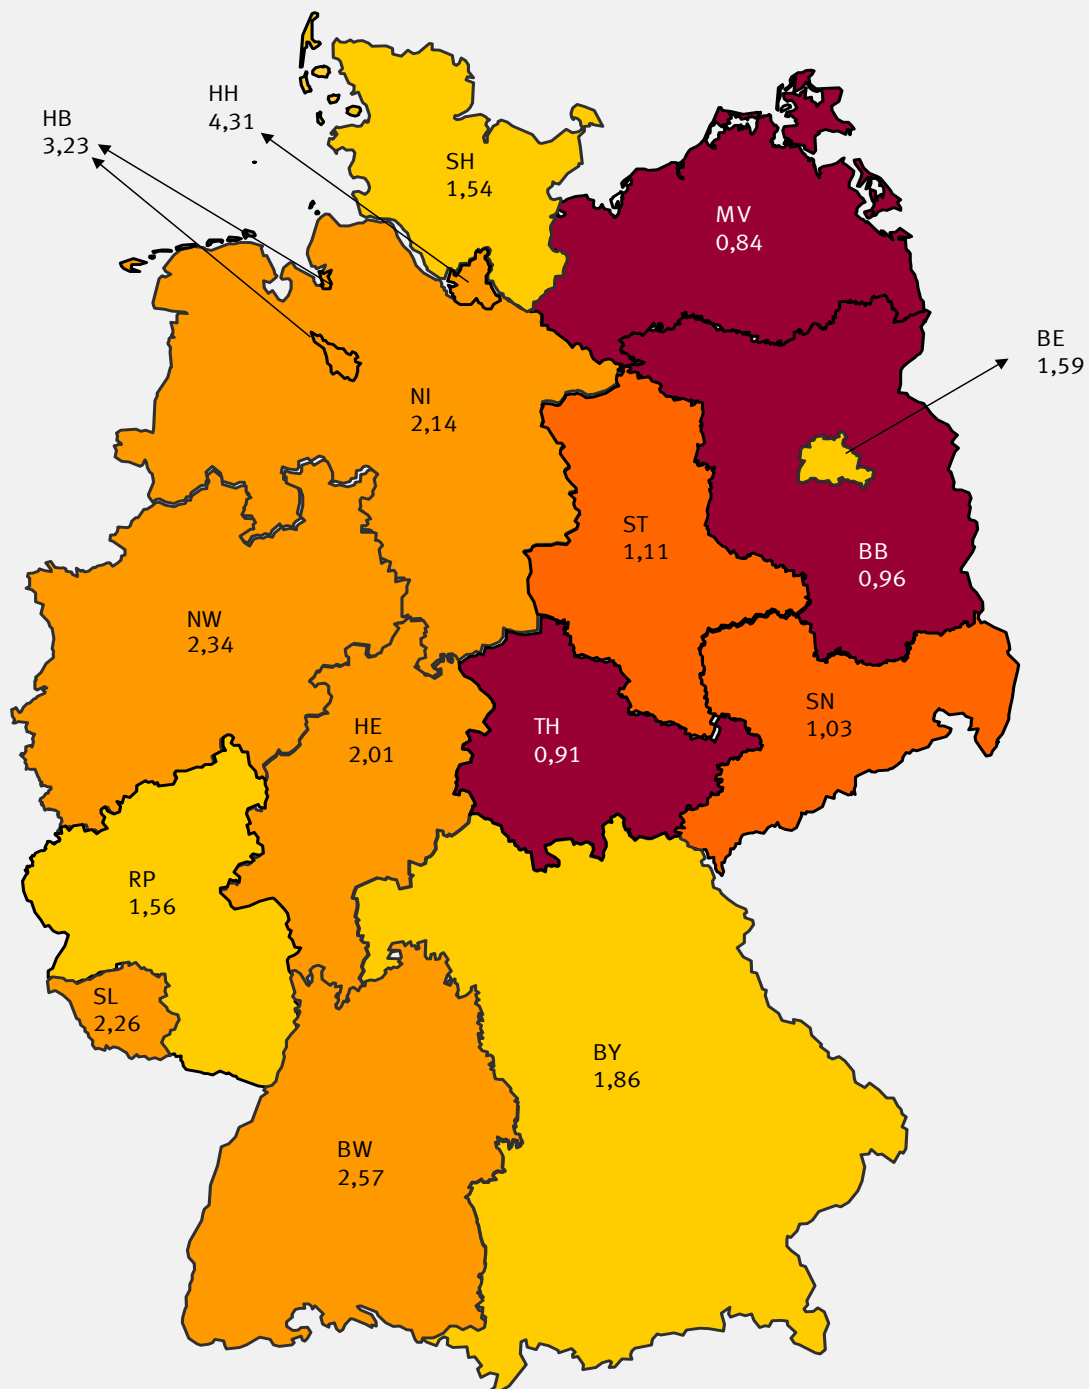 HH
4,31
HB
3,23
SH
1,54
MV
0,84
BE
1,59
NI
2,14
ST
1,11
BB
0,96
NW
2,34
SN
1,03
HE
2,01
TH
0,91
RP
1,56
SL
2,26
BY
1,86
BW
2,57